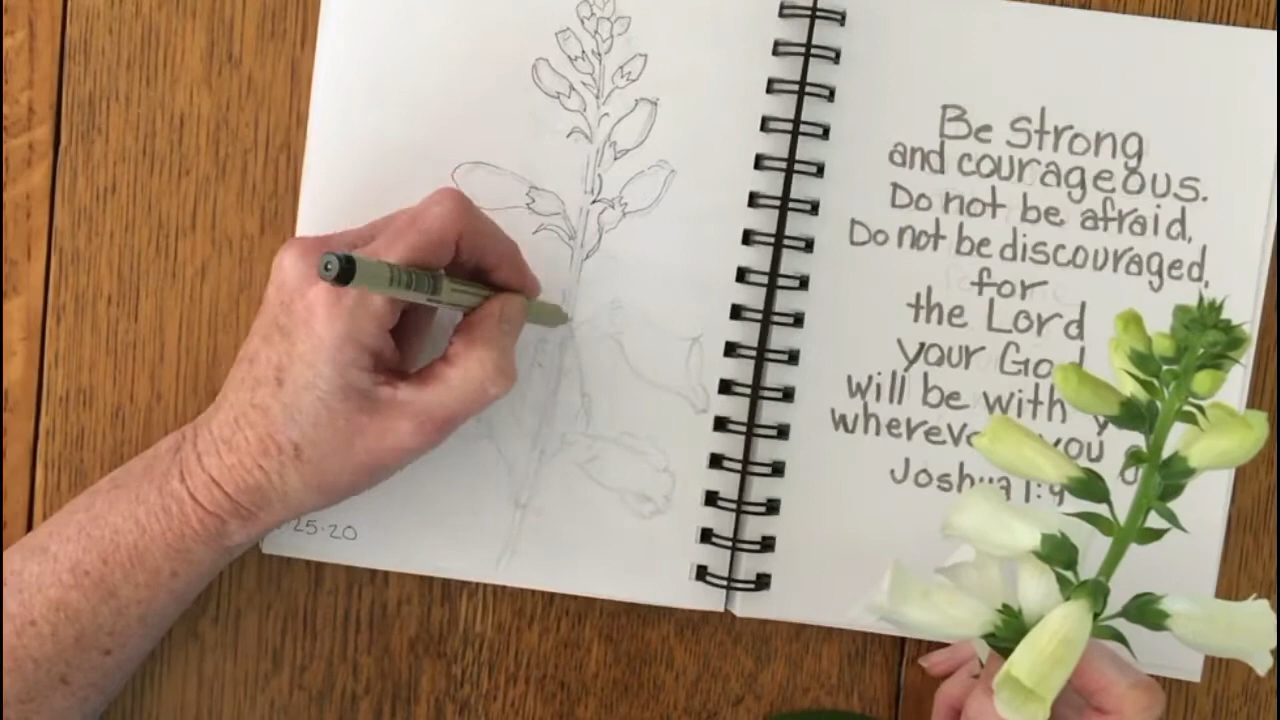 Be Strong
and courageous.
Do not be afraid,
Do not be discouraged,
for
the Lord
your God
will be with
you
Joshua 1:9
25·20